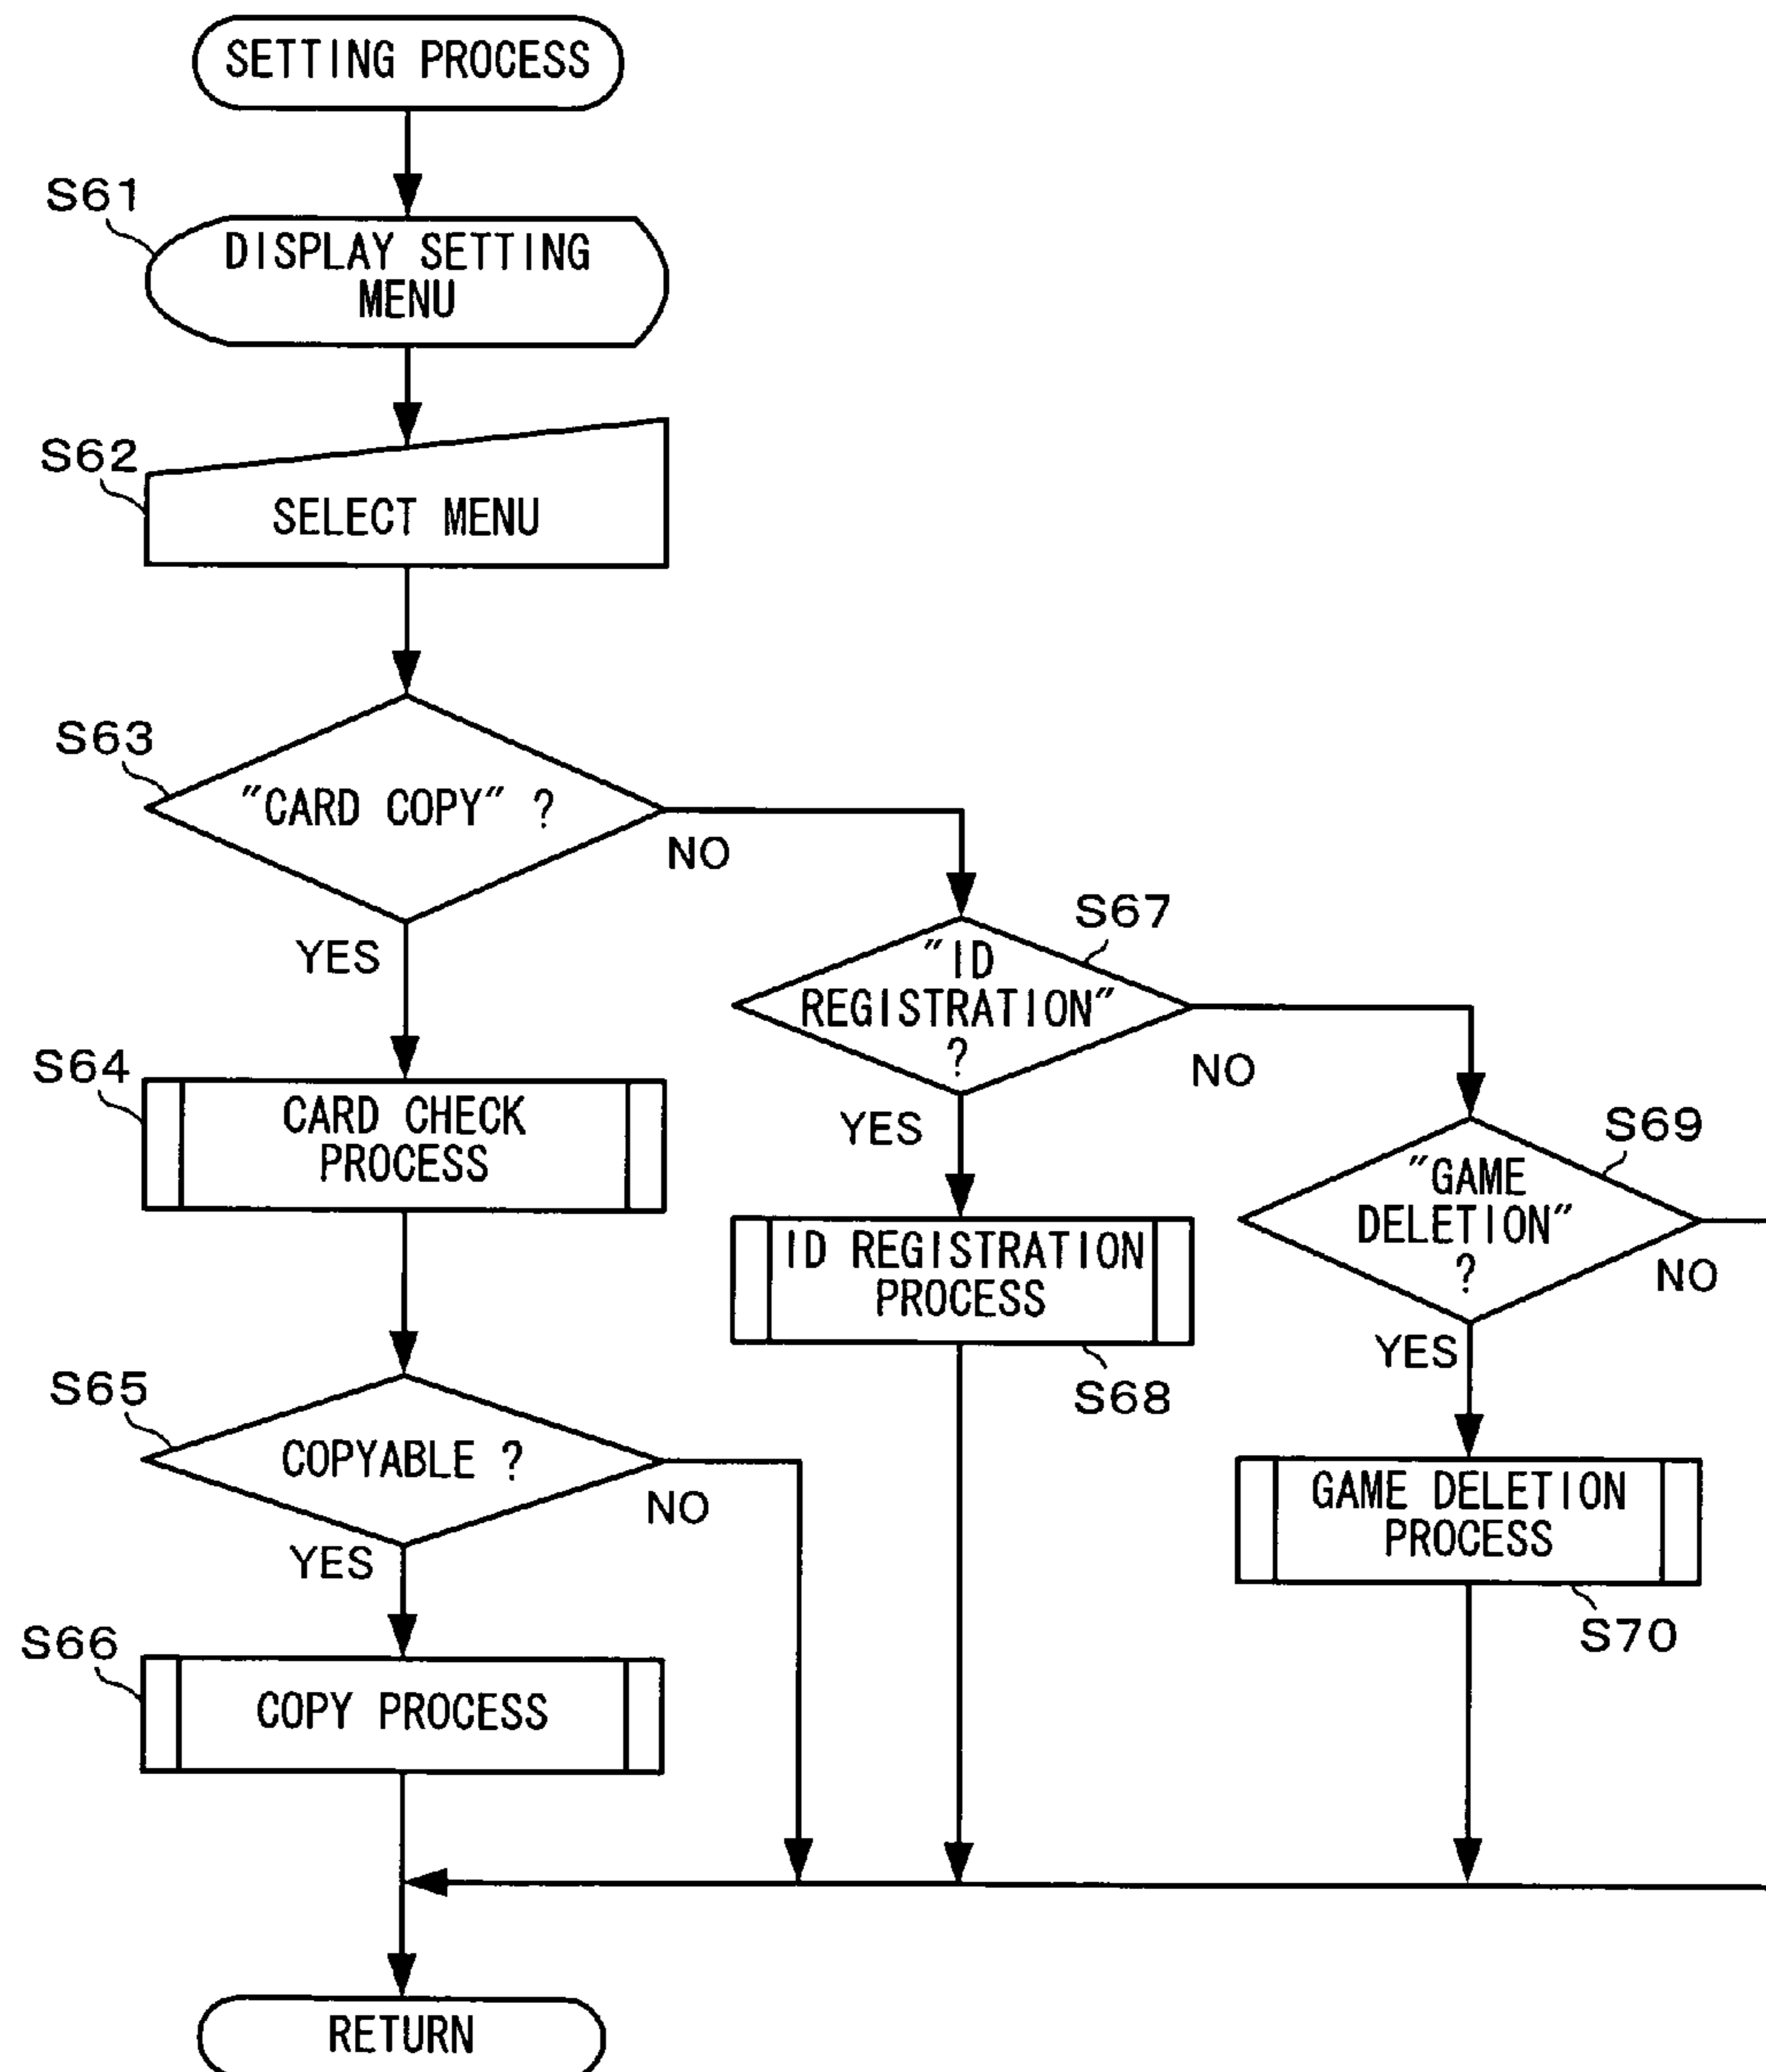 SETTING PROCESS
S61
DISPLAY SETTING
MENU
S62
SELECT MENU
S63
"CARD COPY" ?
NO
YES
S67
"ID
REGISTRATION"
?
NO
YES
S64
CARD CHECK
PROCESS
S69
"GAME
DELETION"
?
NO
YES
ID REGISTRATION
PROCESS
S68
S65
COPYABLE ?
NO
YES
GAME DELETION
PROCESS
S70
S66
COPY PROCESS
RETURN